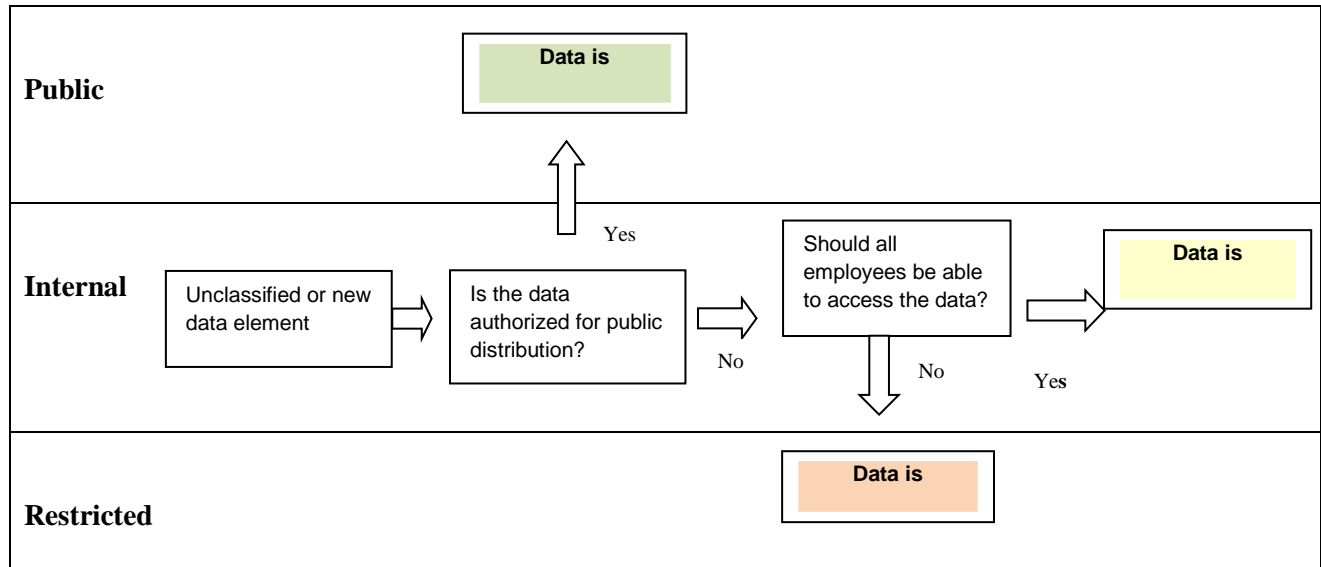 Data is
Public
Yes
Should all
employees be able
to access the data?
Data is
Internal
Unclassified or new
data element
Is the data
authorized for public
distribution?
No
No
Yes
Data is
Restricted